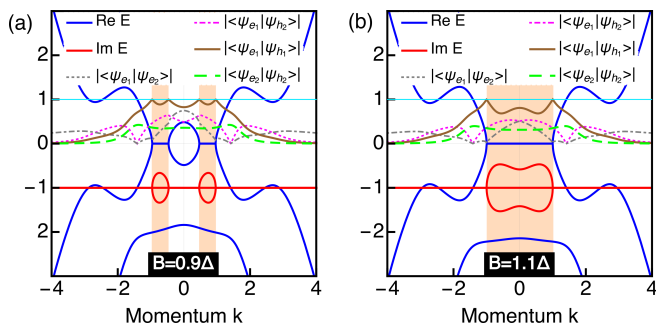 (a)
Re E
Im E
|<ψe1|ψe2>|
|<ψe1|ψh2>|
|<ψe1|ψh1>|
|<ψe2|ψh2>|
2
1
0
−1
2
B=0.9Δ
−4 −2 0 2 4
Momentum k
(b)
Re E
Im E
|<ψe1|ψe2>|
|<ψe1|ψh2>|
|<ψe1|ψh1>|
|<ψe2|ψh2>|
2
1
0
−1
2
B=1.1Δ
−4 −2 0 2 4
Momentum k